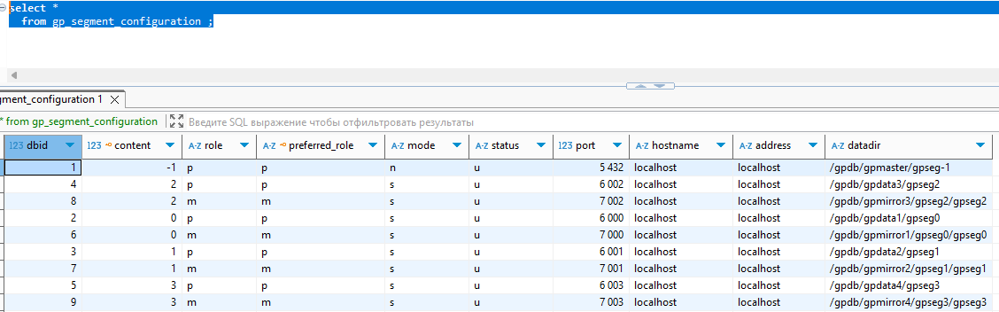 select *
from gp_segment_configuration ;
gment_configuration 1
* from gp_segment_configuration Введите SQL выражение чтобы отфильтровать результаты
123 dbid 123 content A-Z role A-Z preferred_role A-Z mode A-Z status 123 port A-Z hostname A-Z address A-Z datadir
1 -1 p p n u 5 432 localhost localhost /gpdb/gpmaster/gpseg-1
4 2 p p s u 6 002 localhost localhost /gpdb/gpdata3/gpseg2
8 2 m m s u 7 002 localhost localhost /gpdb/gpmirror3/gpseg2/gpseg2
2 0 p p s u 6 000 localhost localhost /gpdb/gpdata1/gpseg0
6 0 m m s u 7 000 localhost localhost /gpdb/gpmirror1/gpseg0/gpseg0
3 1 p p s u 6 001 localhost localhost /gpdb/gpdata2/gpseg1
7 1 m m s u 7 001 localhost localhost /gpdb/gpmirror2/gpseg1/gpseg1
5 3 p p s u 6 003 localhost localhost /gpdb/gpdata4/gpseg3
9 3 m m s u 7 003 localhost localhost /gpdb/gpmirror4/gpseg3/gpseg3